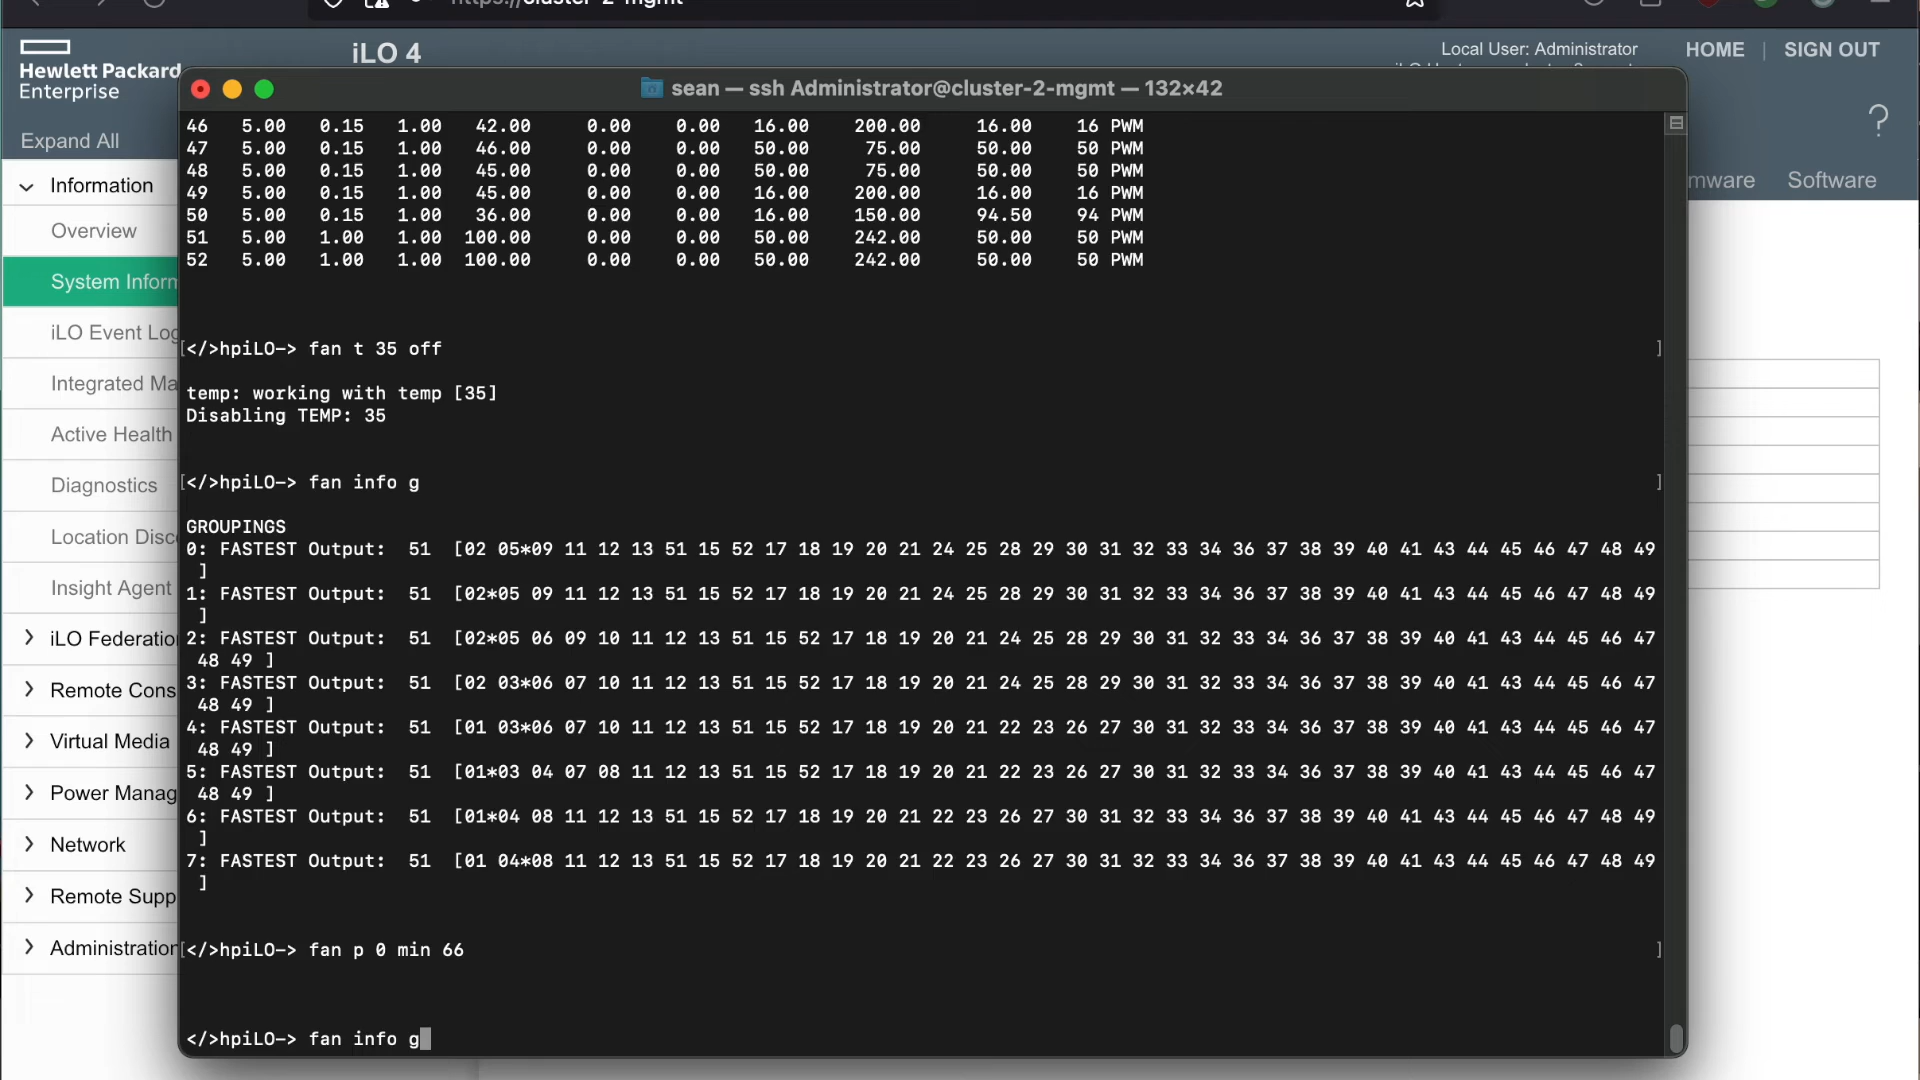 https://cluster-2-mgmt
Hewlett Packard
Enterprise
iLO 4
Local User: Administrator
HOME | SIGN OUT
Expand All
?
mware
Software
Information
Overview
System Inform
iLO Event Log
Integrated Ma
Active Health
Diagnostics
Location Disc
Insight Agent
iLO Federation
Remote Cons
Virtual Media
Power Manag
Network
Remote Supp
Administration
sean — ssh Administrator@cluster-2-mgmt — 132×42
46 5.00 0.15 1.00 42.00 0.00 0.00 16.00 200.00 16.00 16 PWM
47 5.00 0.15 1.00 46.00 0.00 0.00 50.00 75.00 50.00 50 PWM
48 5.00 0.15 1.00 45.00 0.00 0.00 50.00 75.00 50.00 50 PWM
49 5.00 0.15 1.00 45.00 0.00 0.00 16.00 200.00 16.00 16 PWM
50 5.00 0.15 1.00 36.00 0.00 0.00 16.00 150.00 94.50 94 PWM
51 5.00 1.00 1.00 100.00 0.00 0.00 50.00 242.00 50.00 50 PWM
52 5.00 1.00 1.00 100.00 0.00 0.00 50.00 242.00 50.00 50 PWM
[</>hpiLO-> fan t 35 off ]
temp: working with temp [35]
Disabling TEMP: 35
[</>hpiLO-> fan info g ]
GROUPINGS
0: FASTEST Output: 51 [02 05*09 11 12 13 51 15 52 17 18 19 20 21 24 25 28 29 30 31 32 33 34 36 37 38 39 40 41 43 44 45 46 47 48 49
]
1: FASTEST Output: 51 [02*05 09 11 12 13 51 15 52 17 18 19 20 21 24 25 28 29 30 31 32 33 34 36 37 38 39 40 41 43 44 45 46 47 48 49
]
2: FASTEST Output: 51 [02*05 06 09 10 11 12 13 51 15 52 17 18 19 20 21 24 25 28 29 30 31 32 33 34 36 37 38 39 40 41 43 44 45 46 47
48 49 ]
3: FASTEST Output: 51 [02 03*06 07 10 11 12 13 51 15 52 17 18 19 20 21 24 25 28 29 30 31 32 33 34 36 37 38 39 40 41 43 44 45 46 47
48 49 ]
4: FASTEST Output: 51 [01 03*06 07 10 11 12 13 51 15 52 17 18 19 20 21 22 23 26 27 30 31 32 33 34 36 37 38 39 40 41 43 44 45 46 47
48 49 ]
5: FASTEST Output: 51 [01*03 04 07 08 11 12 13 51 15 52 17 18 19 20 21 22 23 26 27 30 31 32 33 34 36 37 38 39 40 41 43 44 45 46 47
48 49 ]
6: FASTEST Output: 51 [01*04 08 11 12 13 51 15 52 17 18 19 20 21 22 23 26 27 30 31 32 33 34 36 37 38 39 40 41 43 44 45 46 47 48 49
]
7: FASTEST Output: 51 [01 04*08 11 12 13 51 15 52 17 18 19 20 21 22 23 26 27 30 31 32 33 34 36 37 38 39 40 41 43 44 45 46 47 48 49
]
[</>hpiLO-> fan p 0 min 66 ]
</>hpiLO-> fan info g